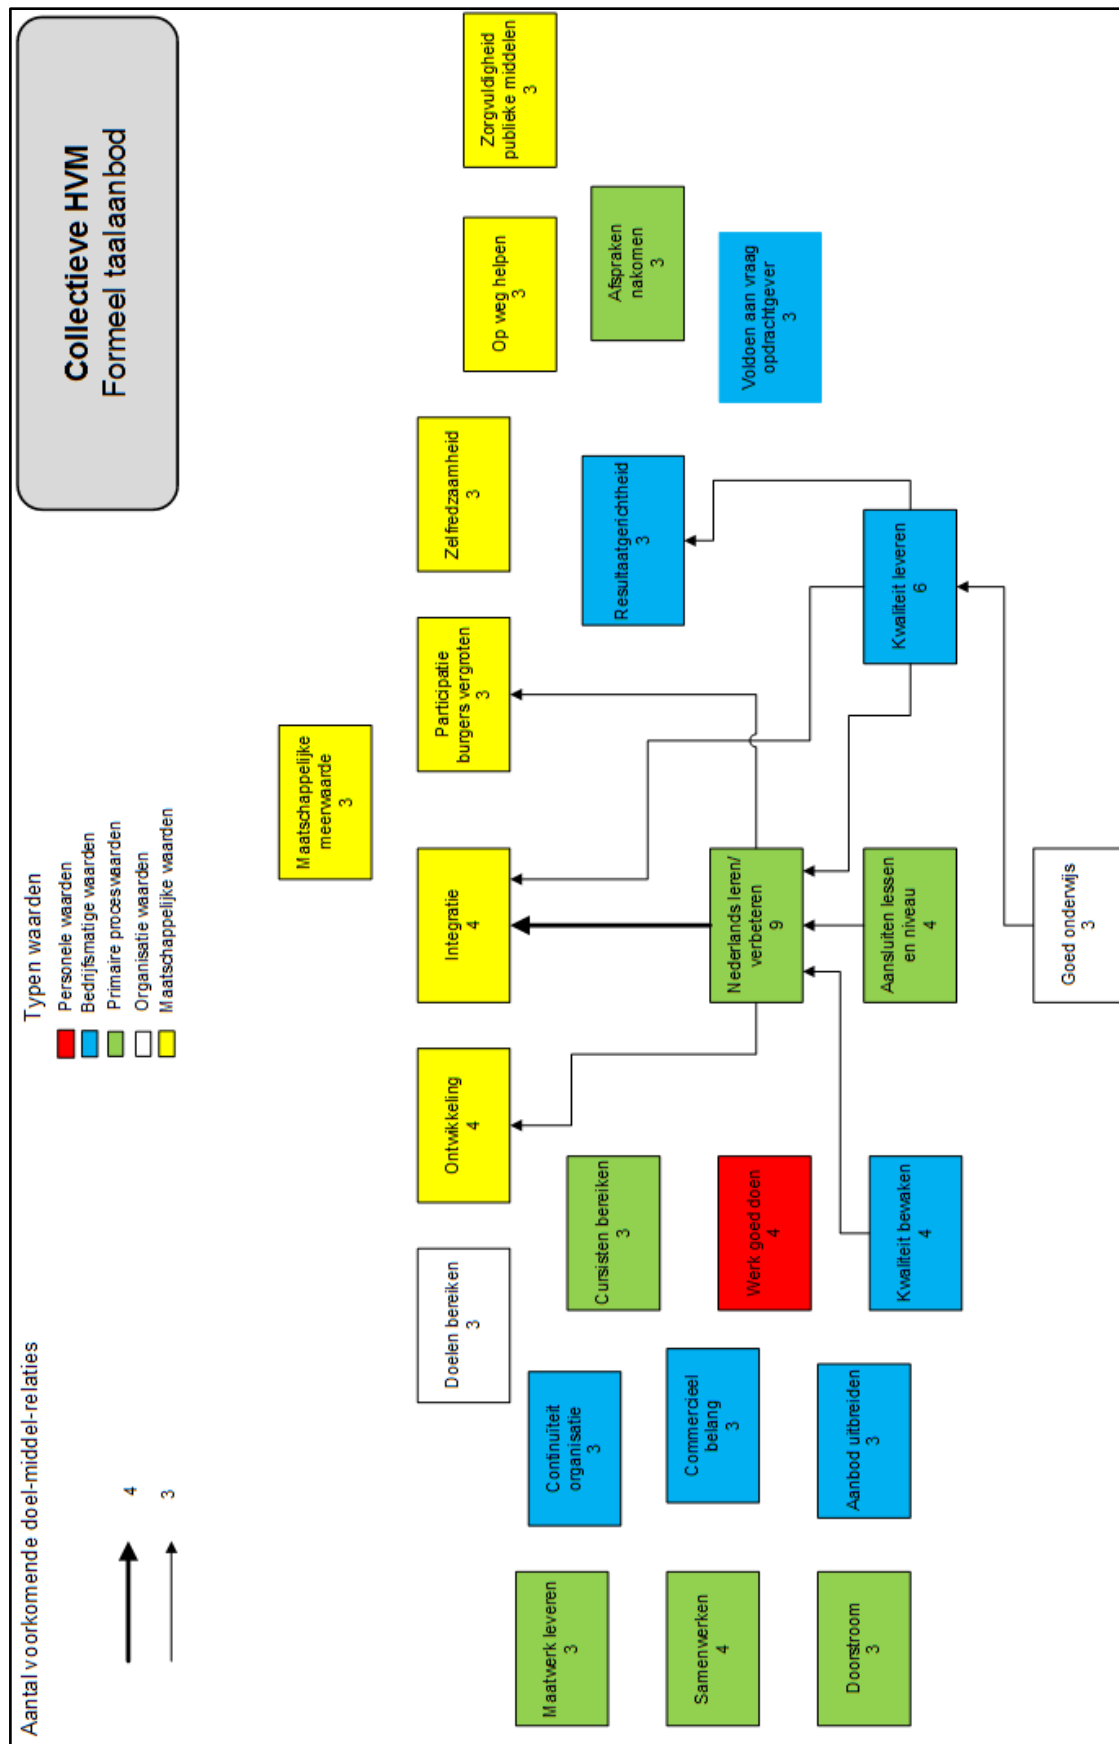 Aantal voorkomende doel-middel-relaties
4
3
Typen waarden
Personele waarden
Bedrijfsmatige waarden
Primaire proceswaarden
Organisatie waarden
Maatschappelijke waarden
Collectieve HVM
Formeel taalaanbod
Maatschappelijke
meerwaarde
3
Doelen bereiken
3
Ontwikkeling
4
Integratie
4
Participatie
burgers vergroten
3
Zelfredzaamheid
3
Op weg helpen
3
Zorgvuldigheid
publieke middelen
3
Maatwerk leveren
3
Continuïteit
organisatie
3
Cursisten bereiken
3
Resultaatgerichtheid
3
Afspraken
nakomen
3
Samenwerken
4
Commercieel
belang
3
Werk goed doen
4
Nederlands leren/
verbeteren
9
Voldoen aan vraag
opdrachtgever
3
Doorstroom
3
Aanbod uitbreiden
3
Kwaliteit bewaken
4
Aansluiten lessen
en niveau
4
Kwaliteit leveren
6
Goed onderwijs
3